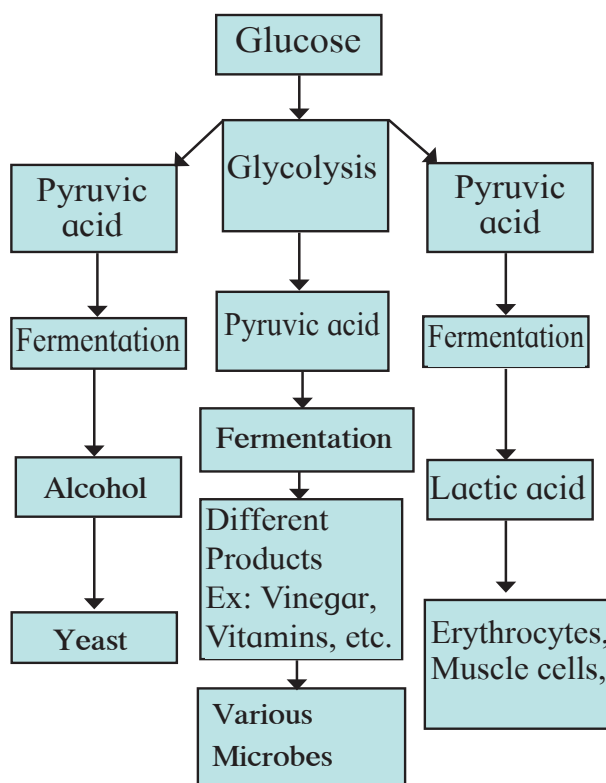 Glucose
Glycolysis
Pyruvic
acid
Fermentation
Alcohol
Yeast
Pyruvic acid
Fermentation
Different
Products
Ex: Vinegar,
Vitamins, etc.
Various
Microbes
Pyruvic
acid
Fermentation
Lactic acid
Erythrocytes,
Muscle cells,